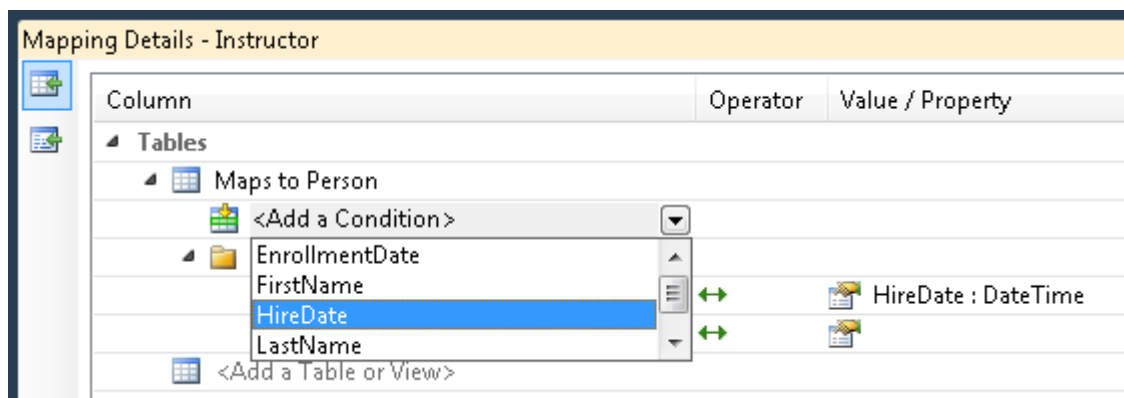 Mapping Details - Instructor
Column Operator Value / Property
Tables
Maps to Person
<Add a Condition>
EnrollmentDate
FirstName
HireDate HireDate : DateTime
LastName
<Add a Table or View>